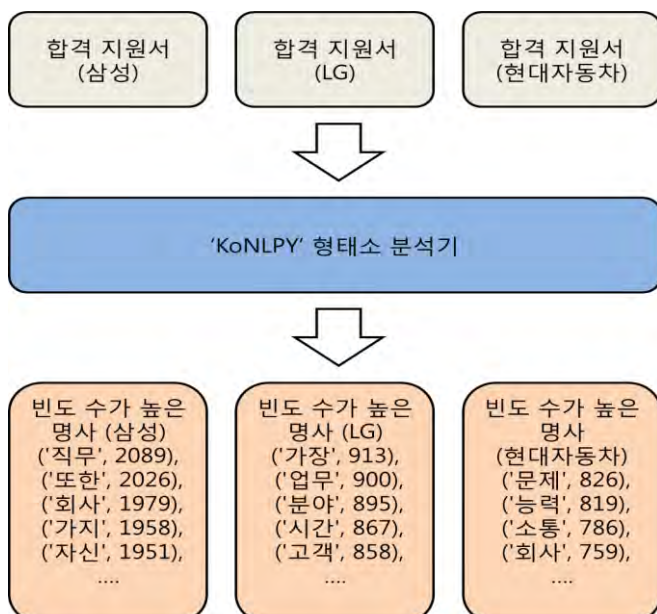 합격 지원서
(삼성)
합격 지원서
(LG)
합격 지원서
(현대자동차)
'KoNLPY' 형태소 분석기
빈도 수가 높은
명사 (삼성)
('직무', 2089),
('또한', 2026),
('회사', 1979),
('가지', 1958),
('자신', 1951),
....
빈도 수가 높은
명사 (LG)
('가장', 913),
('업무', 900),
('분야', 895),
('시간', 867),
('고객', 858),
....
빈도 수가 높은
명사
(현대자동차)
('문제', 826),
('능력', 819),
('소통', 786),
('회사', 759),
....